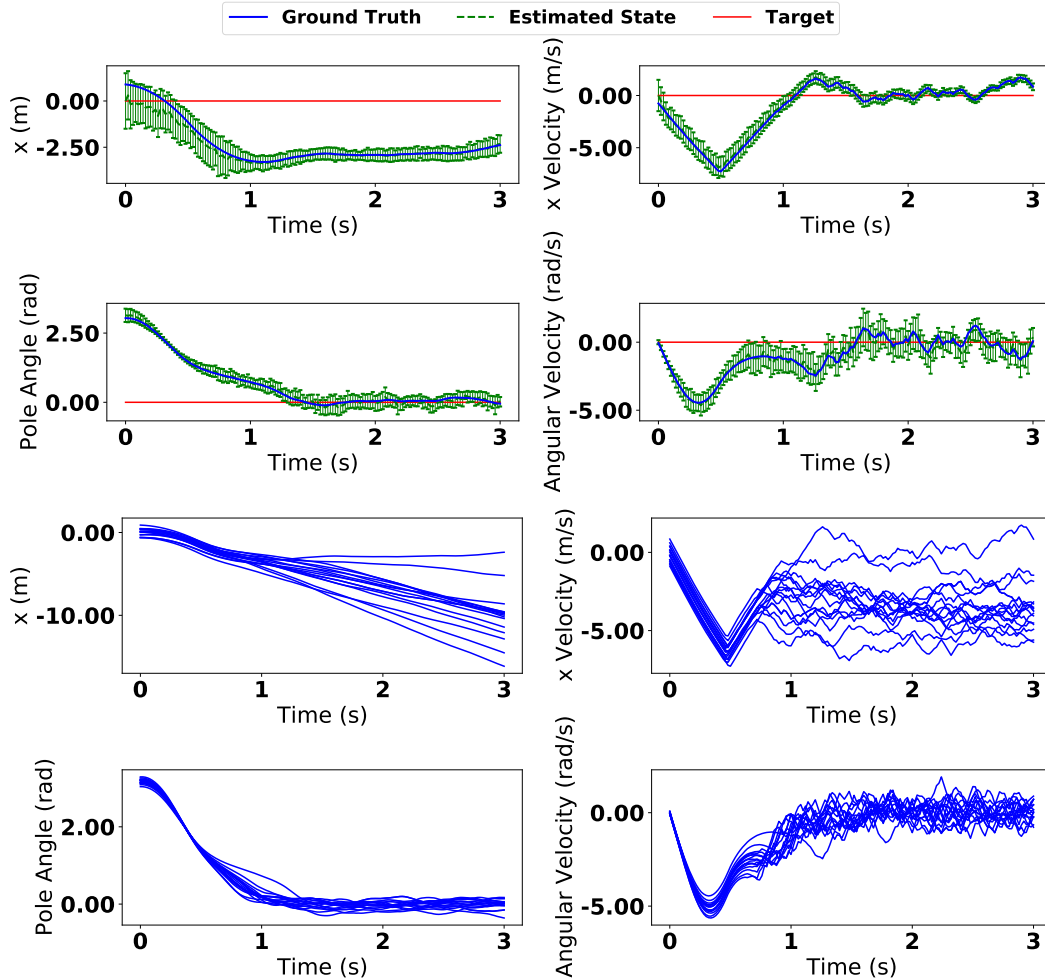 Ground Truth Estimated State Target
x (m)
0.00
-2.50
0 1 2 3
Time (s)
x Velocity (m/s)
0.00
-5.00
0 1 2 3
Time (s)
Pole Angle (rad)
2.50
0.00
0 1 2 3
Time (s)
Angular Velocity (rad/s)
0.00
-5.00
0 1 2 3
Time (s)
x (m)
0.00
-10.00
0 1 2 3
Time (s)
x Velocity (m/s)
0.00
-5.00
0 1 2 3
Time (s)
Pole Angle (rad)
2.00
0.00
0 1 2 3
Time (s)
Angular Velocity (rad/s)
0.00
-5.00
0 1 2 3
Time (s)